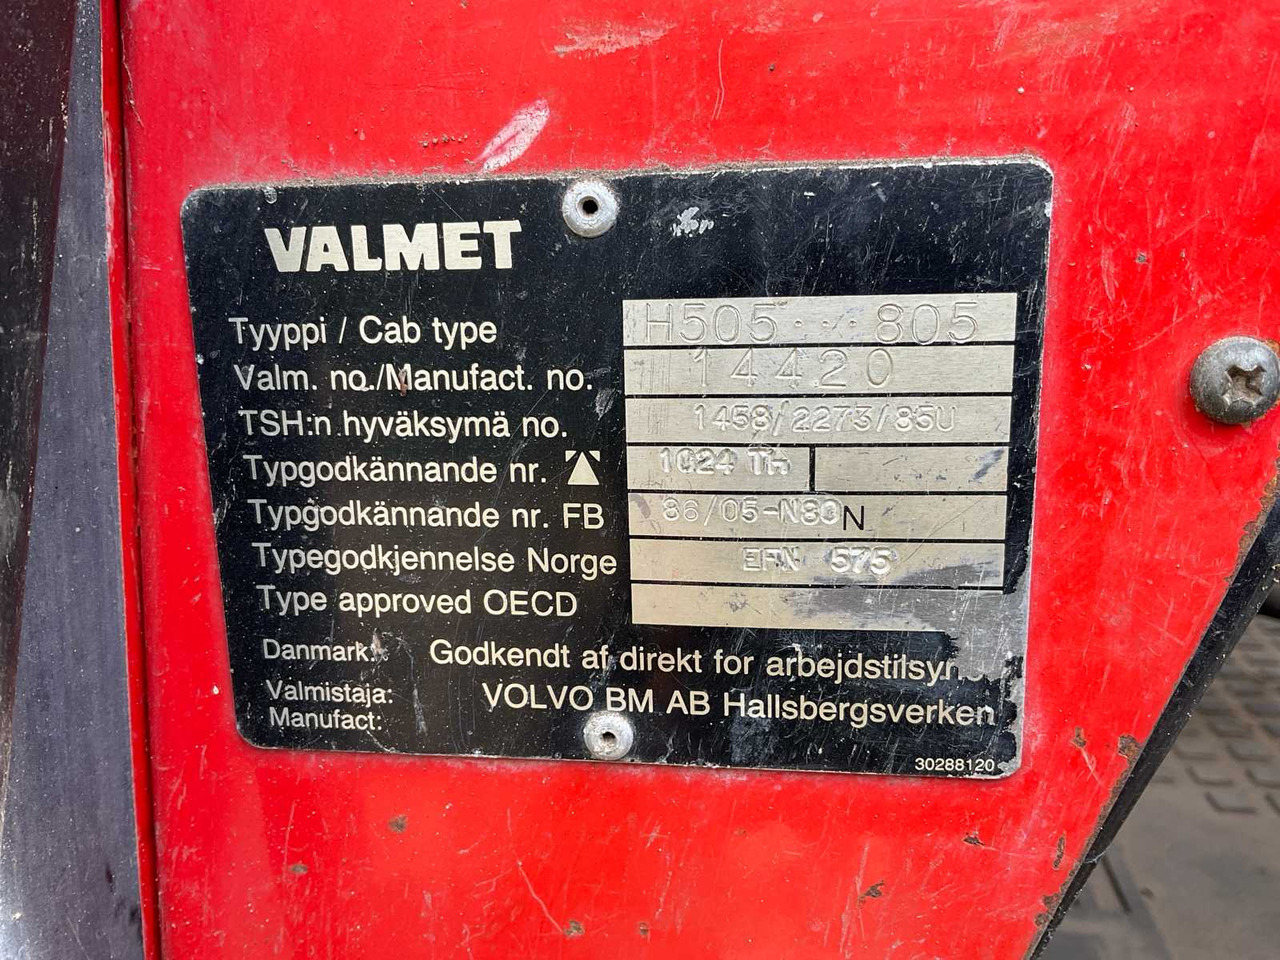 VALMET
Tyyppi / Cab type H505...805
Valm. no./Manufact. no. 14420
TSH:n hyväksymä no. 1458/2273/85U
Typgodkännande nr. 1024 Th
Typgodkännande nr. FB 86/05-N80N
Typegodkjennelse Norge EFN 575
Type approved OECD
Danmark: Godkendt af direkt for
Valmistaja: VOLVO BM AB Hallsbergsverken
Manufact:
30288120